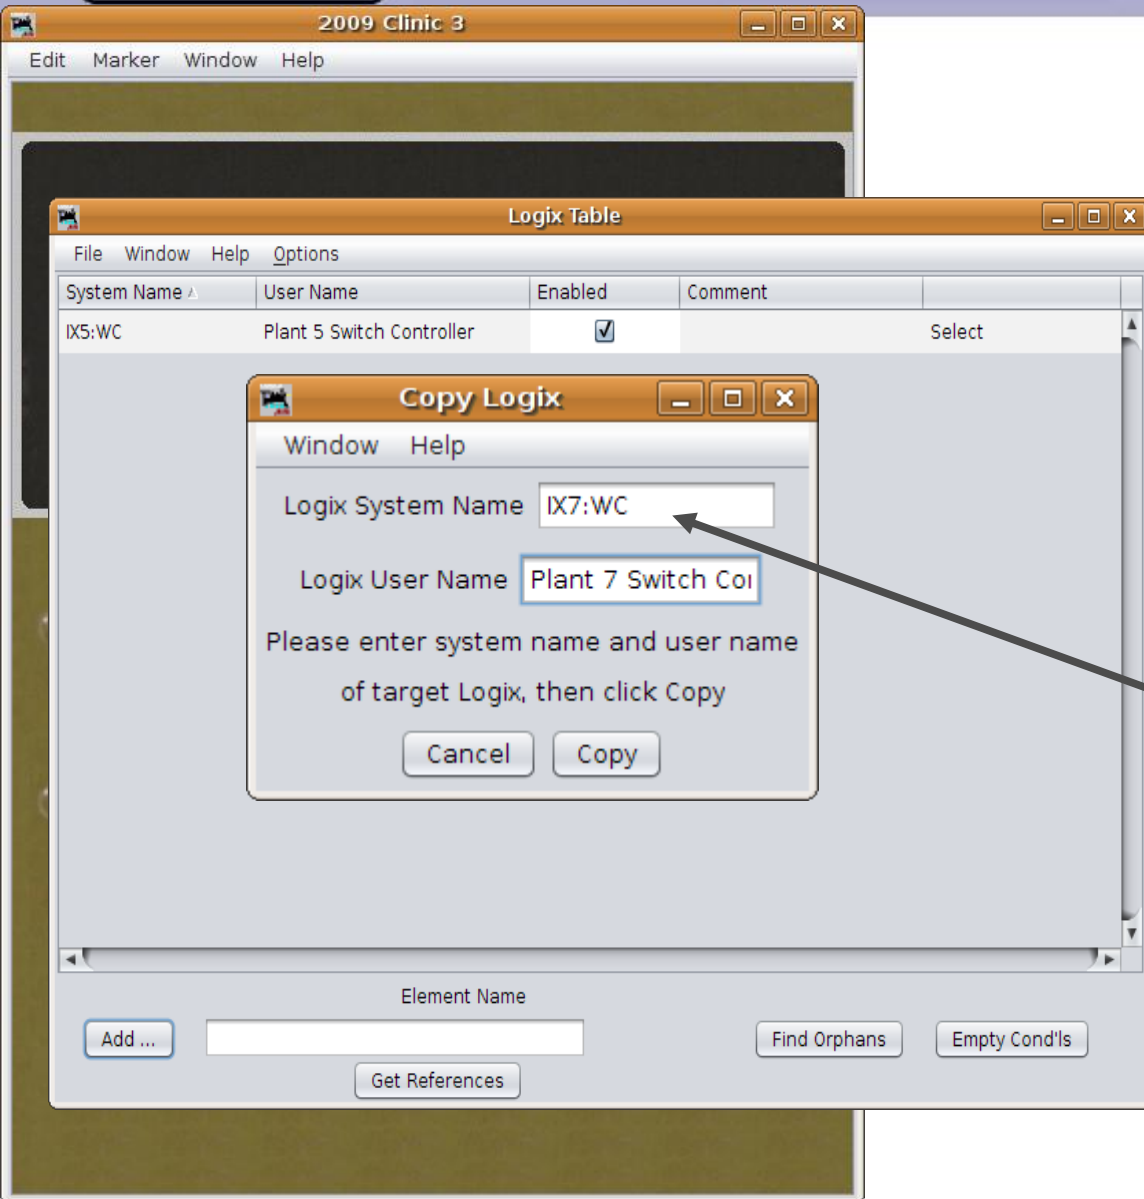 2009 Clinic 3
Edit Marker Window Help
Logix Table
File Window Help Options
System Name User Name Enabled Comment
IX5:WC Plant 5 Switch Controller Select
Copy Logix
Window Help
Logix System Name IX7:WC
Logix User Name Plant 7 Switch Co
Please enter system name and user name
of target Logix, then click Copy
Cancel Copy
Element Name
Add ... Find Orphans Empty Cond'ls
Get References